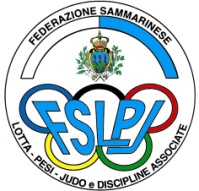 FEDERAZIONE SAMMARINESE
FSLPJ
LOTTA - PESI - JUDO e DISCIPLINE ASSOCIATE